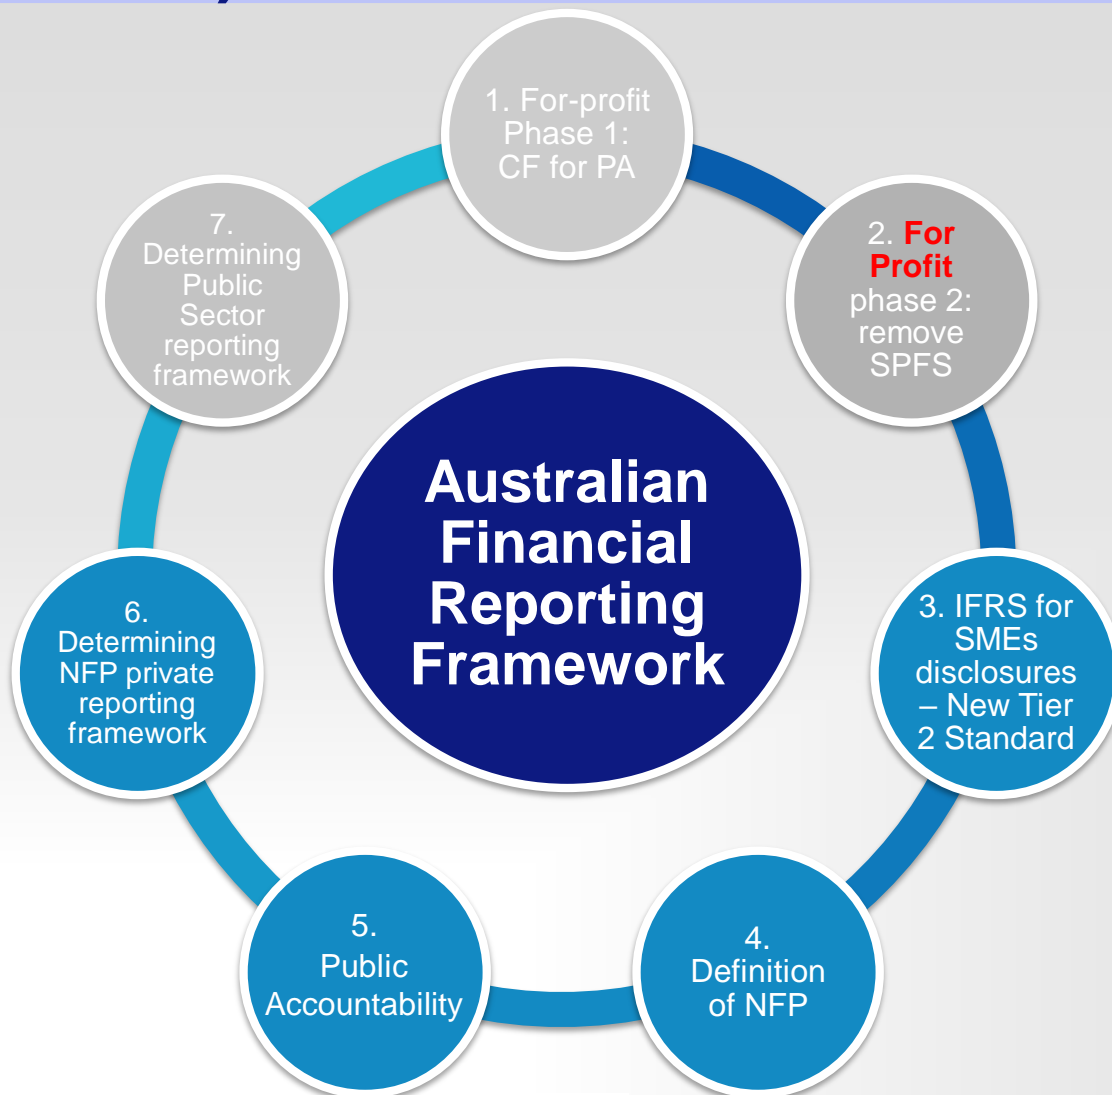 1. For-profit
Phase 1:
CF for PA
2. For
Profit
phase 2:
remove
SPFS
3. IFRS for
SMEs
disclosures
– New Tier
2 Standard
4.
Definition
of NFP
5.
Public
Accountability
6.
Determining
NFP private
reporting
framework
7.
Determining
Public
Sector
reporting
framework
Australian
Financial
Reporting
Framework